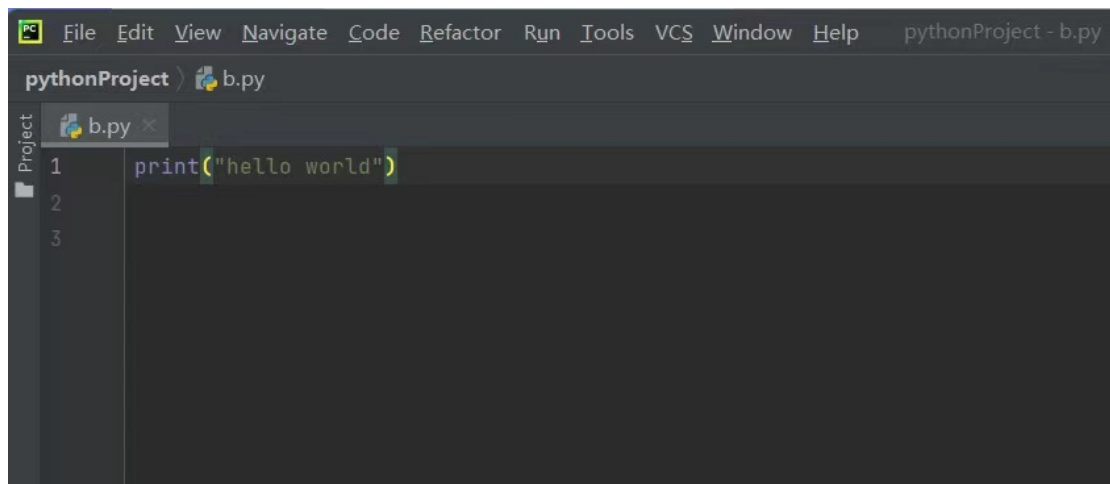 PC File Edit View Navigate Code Refactor Run Tools VCS Window Help pythonProject - b.py
pythonProject b.py
b.py
Project
1 print("hello world")
2
3